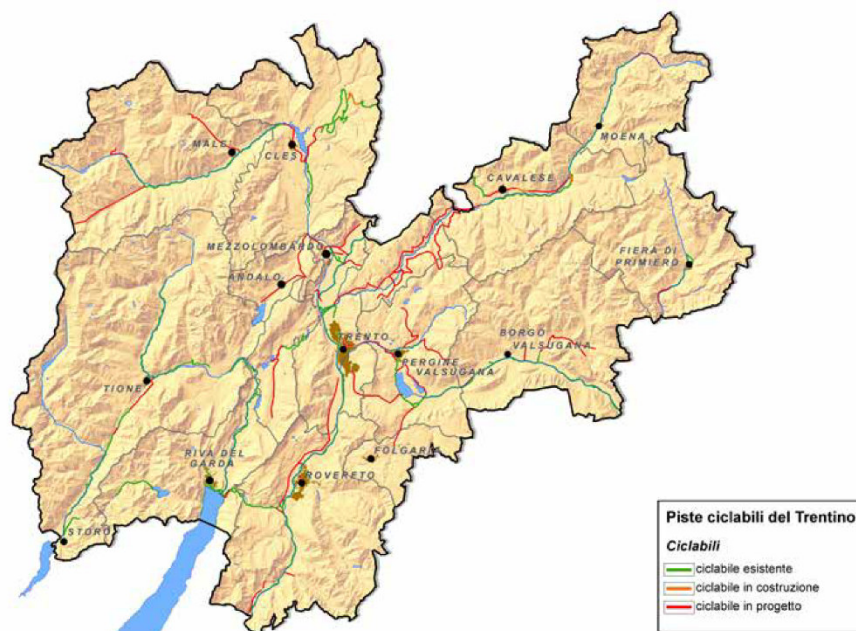 MOENA
MALE
CLES
CAVALESE
MEZZOLOMBARDO
FIERA DI
PRIMIERO
ANDALO
TRENTO
BORGO
VALSUGANA
PERGINE
VALSUGANA
TIONE
RIVA DEL
GARDA
FOLGARIA
ROVERETO
STORO
Piste ciclabili del Trentino
Ciclabili
ciclabile esistente
ciclabile in costruzione
ciclabile in progetto